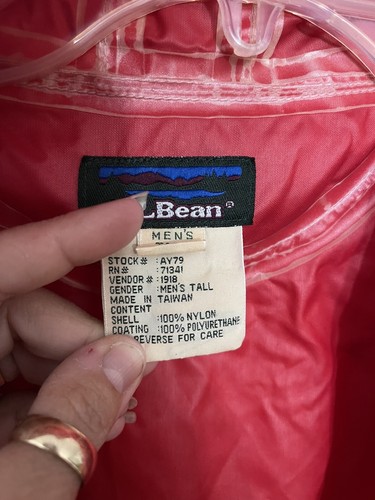 LBean®
MEN'S
STOCK# :AY79
RN# :71341
VENDOR# :1918
GENDER :MEN'S TALL
MADE IN TAIWAN
CONTENT
SHELL :100% NYLON
COATING :100% POLYURETHANE
REVERSE FOR CARE